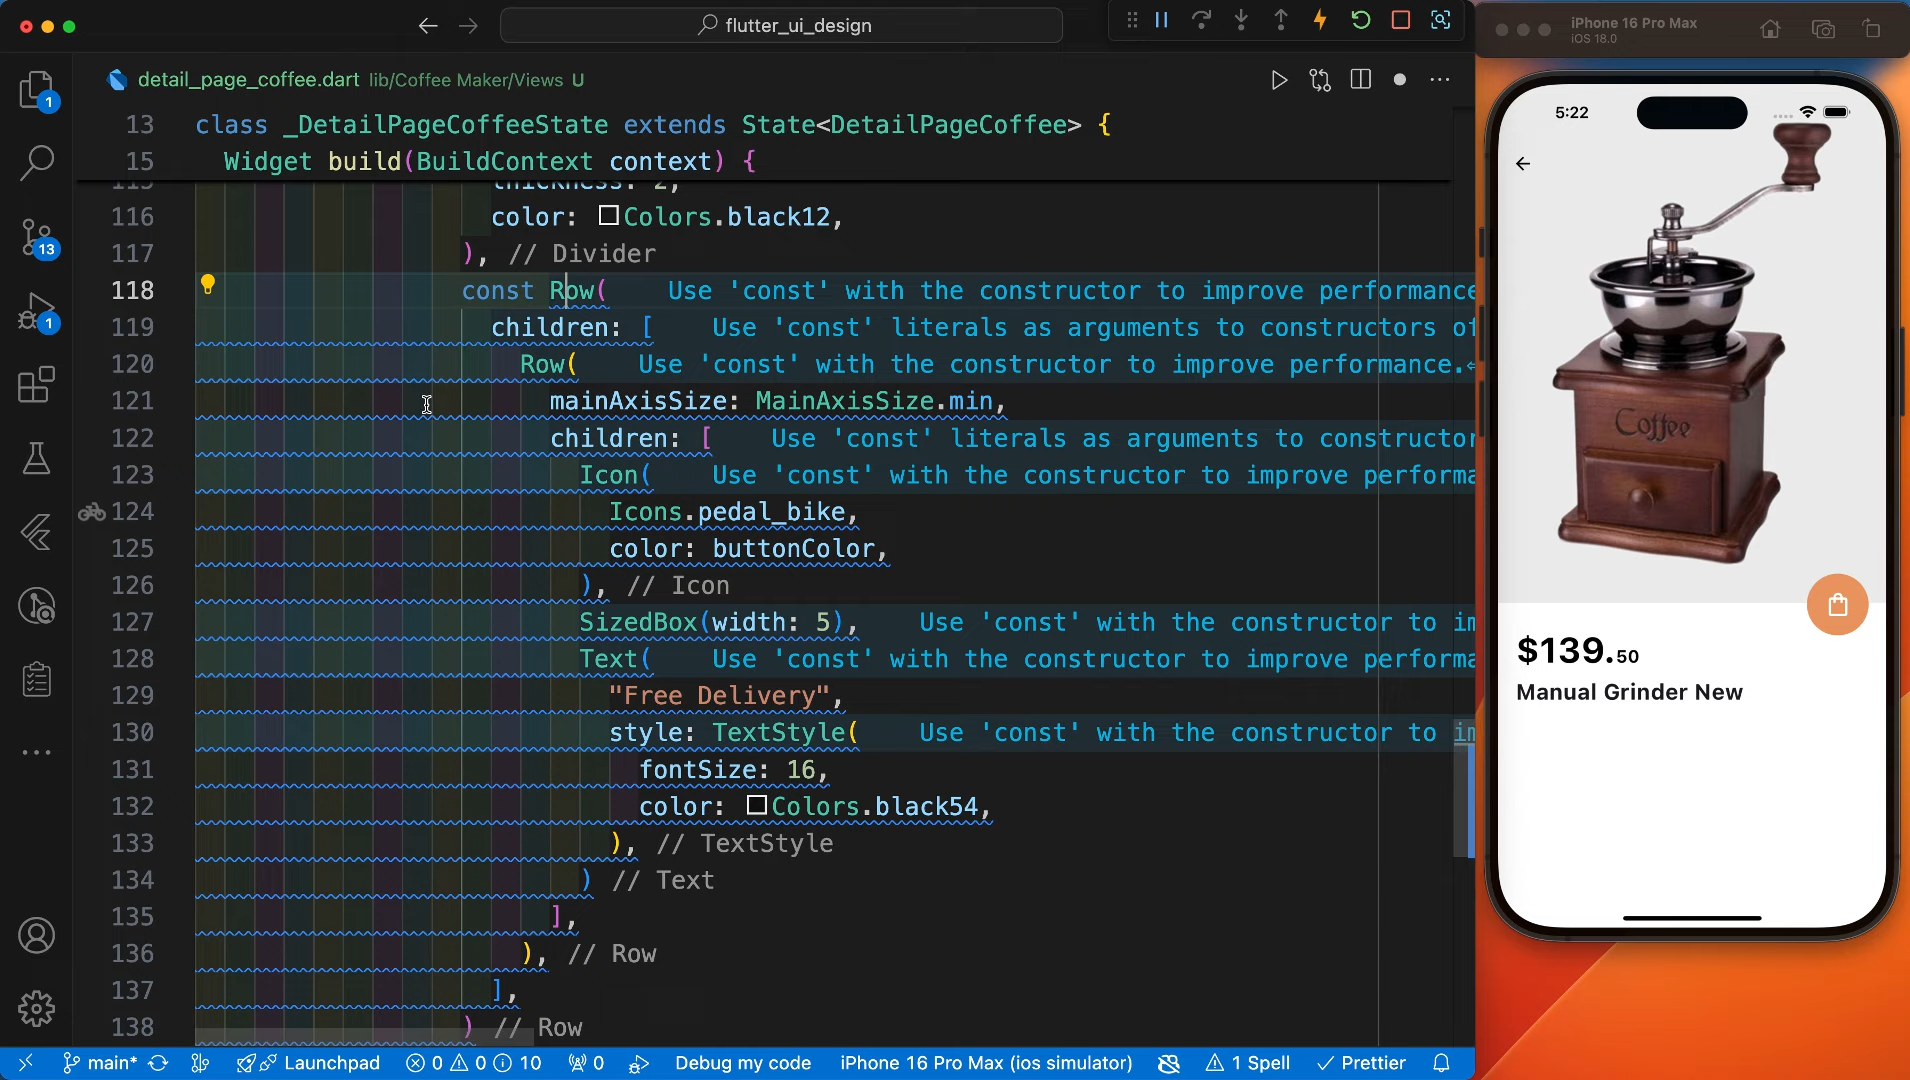 flutter_ui_design
detail_page_coffee.dart lib/Coffee Maker/Views U
13 class _DetailPageCoffeeState extends State<DetailPageCoffee> {
15 Widget build(BuildContext context) {
115 thickness: 2,
116 color: Colors.black12,
117 ), // Divider
118 const Row( Use 'const' with the constructor to improve performance
119 children: [ Use 'const' literals as arguments to constructors of
120 Row( Use 'const' with the constructor to improve performance.
121 mainAxisSize: MainAxisSize.min,
122 children: [ Use 'const' literals as arguments to constructor
123 Icon( Use 'const' with the constructor to improve performa
124 Icons.pedal_bike,
125 color: buttonColor,
126 ), // Icon
127 SizedBox(width: 5), Use 'const' with the constructor to im
128 Text( Use 'const' with the constructor to improve performa
129 "Free Delivery",
130 style: TextStyle( Use 'const' with the constructor to im
131 fontSize: 16,
132 color: Colors.black54,
133 ), // TextStyle
134 ) // Text
135 ],
136 ), // Row
137 ],
138 ) // Row
1
13
1
main* Launchpad 0 0 10 0 Debug my code iPhone 16 Pro Max (ios simulator) 1 Spell Prettier
iPhone 16 Pro Max
iOS 18.0
5:22
Coffee
$139.50
Manual Grinder New